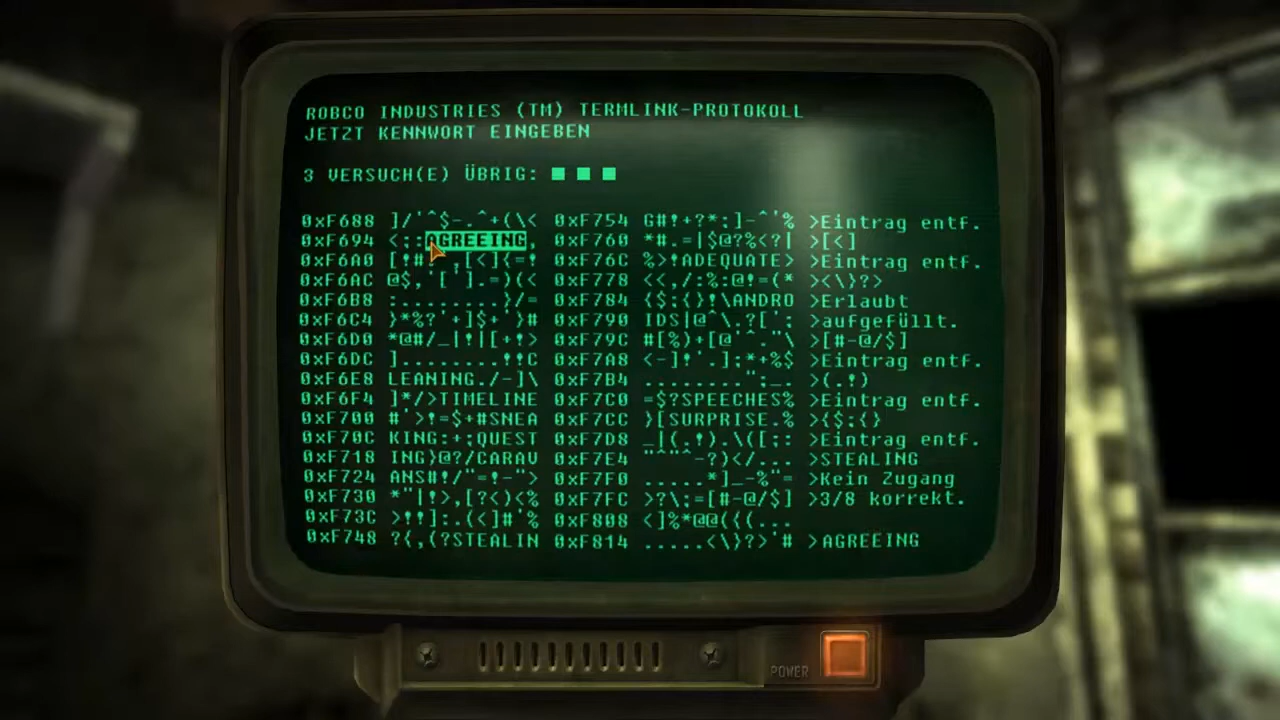 ROBCO INDUSTRIES (TM) TERMLINK-PROTOKOLL
JETZT KENNWORT EINGEBEN
3 VERSUCH(E) ÜBRIG: ■ ■ ■
0xF688 ]/'^$-.^+(\< 0xF754 G#!+?*;]-^'% >Eintrag entf.
0xF694 <;:AGREEING, 0xF760 *#.=|$@?%<?| >[<]
0xF6A0 0xF76C %>!ADEQUATE> >Eintrag entf.
0xF6AC @$,'[ ].=)(< 0xF778 <<,/:%:@!=(* ><\}?>
0xF6B8 :........}/= 0xF784 {$;{}!\ANDRO >Erlaubt
0xF6C4 }*%?'+]$+'}# 0xF790 IDS|@^\.?[′; >aufgefüllt.
0xF6D0 *@#/_|!|[+!> 0xF79C #[%)+[@'^."\ >[#-@/$]
0xF6DC ]........!!C 0xF7A8 <-]!'.];*+%$ >Eintrag entf.
0xF6E8 LEANING./-]\ 0xF7B4 ........";_. >(.!)
0xF6F4 ]*/>TIMELINE 0xF7C0 =$?SPEECHES% >Eintrag entf.
0xF700 #'>!=$+#SNEA 0xF7CC }[SURPRISE.% >{$;{}
0xF70C KING:+;QUEST 0xF7D8 _|(.!).\([;: >Eintrag entf.
0xF718 ING}@?/CARAV 0xF7E4 "^"^-?)</... >STEALING
0xF724 ANS#!/"=!-"> 0xF7F0 .....*]_-%"= >Kein Zugang
0xF730 *"|!>,[?<)<% 0xF7FC >?\;=[#-@/$] >3/8 korrekt.
0xF73C >!!]:.(<]#'% 0xF808 <]%*@@({(...
0xF748 ?{,(?STEALIN 0xF814 .....<\}?>'# >AGREEING
POWER